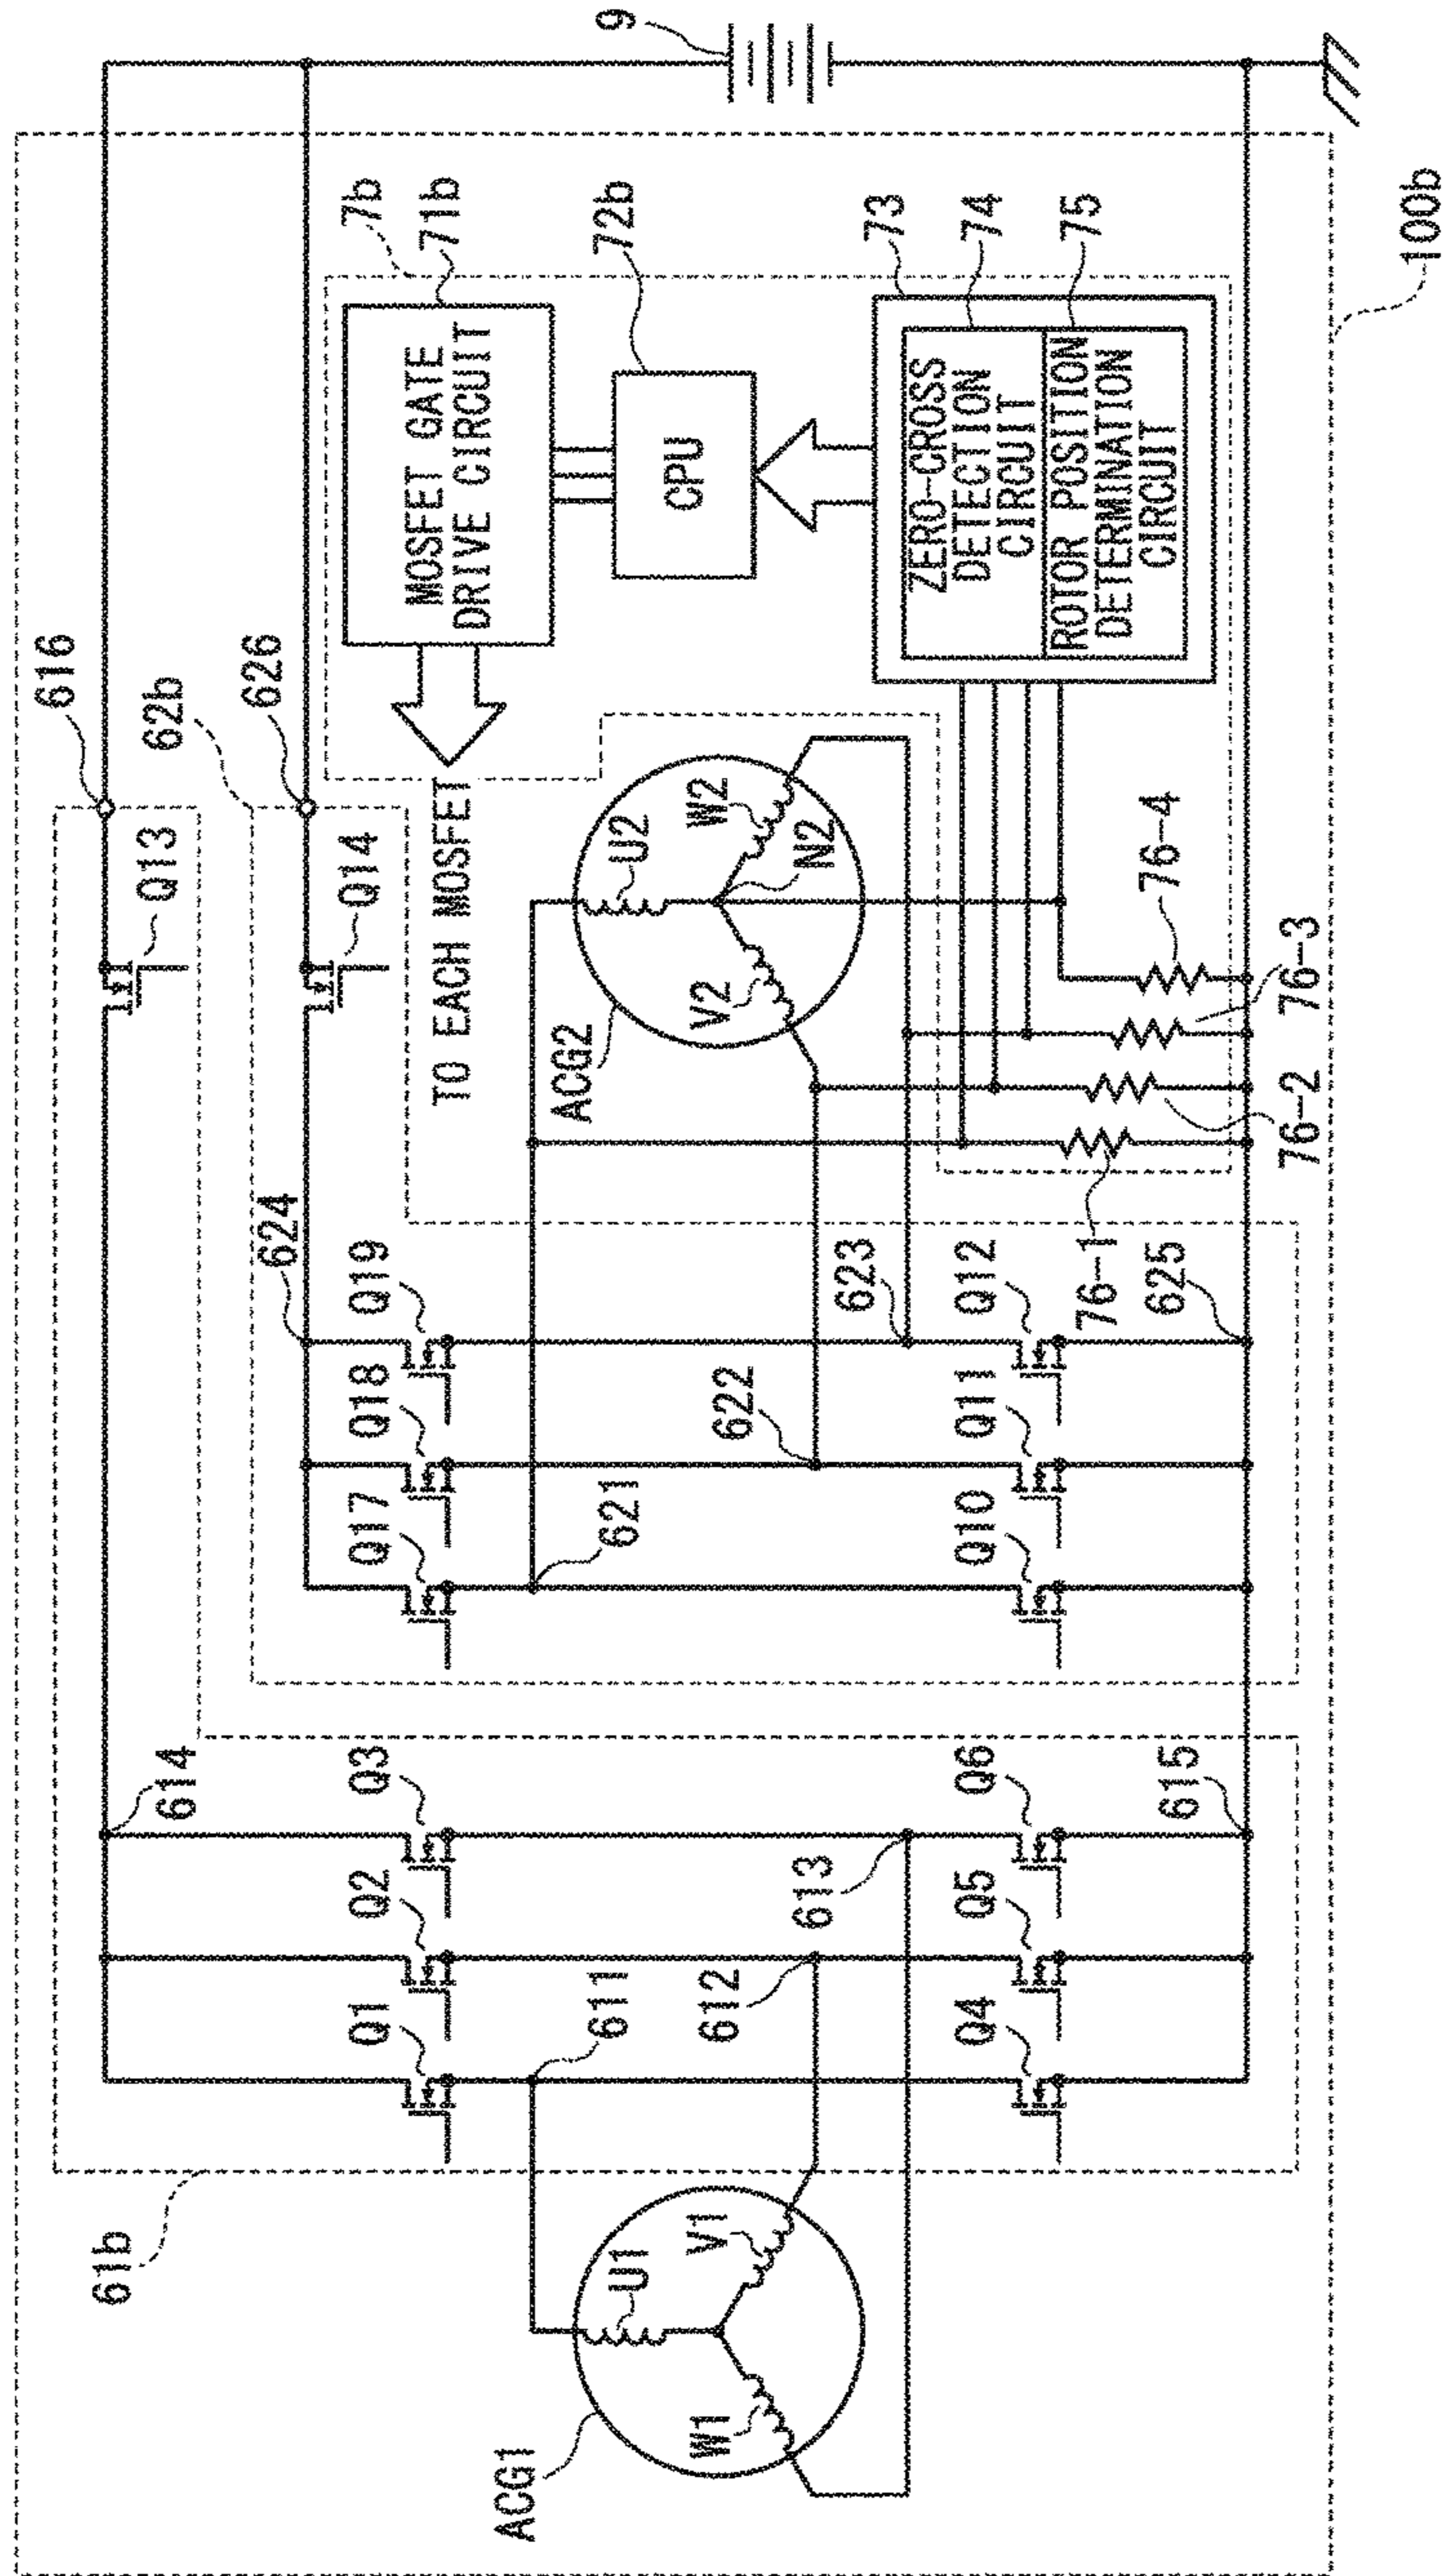 616
Q13
62b
626
Q14
7b
71b
MOSFET GATE
DRIVE CIRCUIT
TO EACH MOSFET
72b
CPU
9
73
74
75
ZERO-CROSS
DETECTION
CIRCUIT
ROTOR POSITION
DETERMINATION
CIRCUIT
100b
61b
614
Q1
Q2
Q3
611
612
613
Q4
Q5
Q6
615
ACG1
U1
V1
W1
624
Q17
Q18
Q19
621
622
623
Q10
Q11
Q12
625
ACG2
U2
V2
W2
N2
76-1
76-2
76-3
76-4